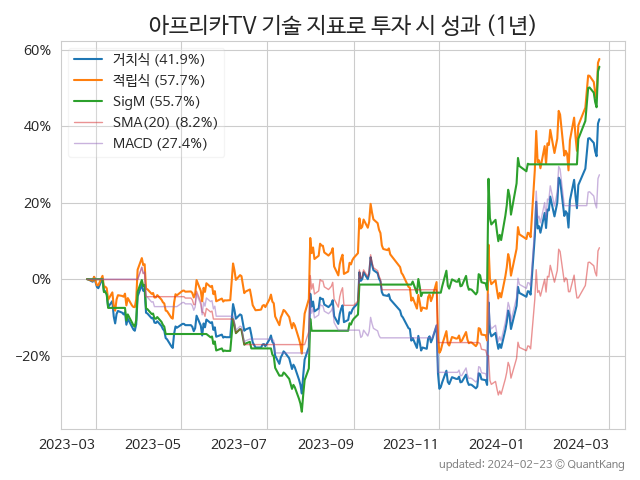 아프리카TV 기술 지표로 투자 시 성과 (1년)
60%
40%
20%
0%
−20%
거치식 (41.9%)
적립식 (57.7%)
SigM (55.7%)
SMA(20) (8.2%)
MACD (27.4%)
2023-03 2023-05 2023-07 2023-09 2023-11 2024-01 2024-03
updated: 2024-02-23 ⓒ QuantKang